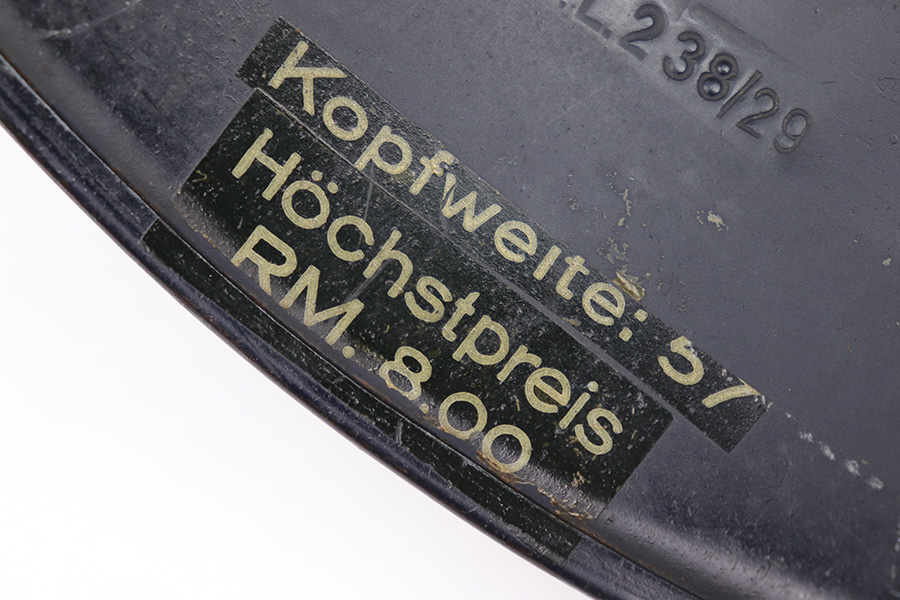 L.238/29
Kopfweite: 57
Höchstpreis
RM. 8.00